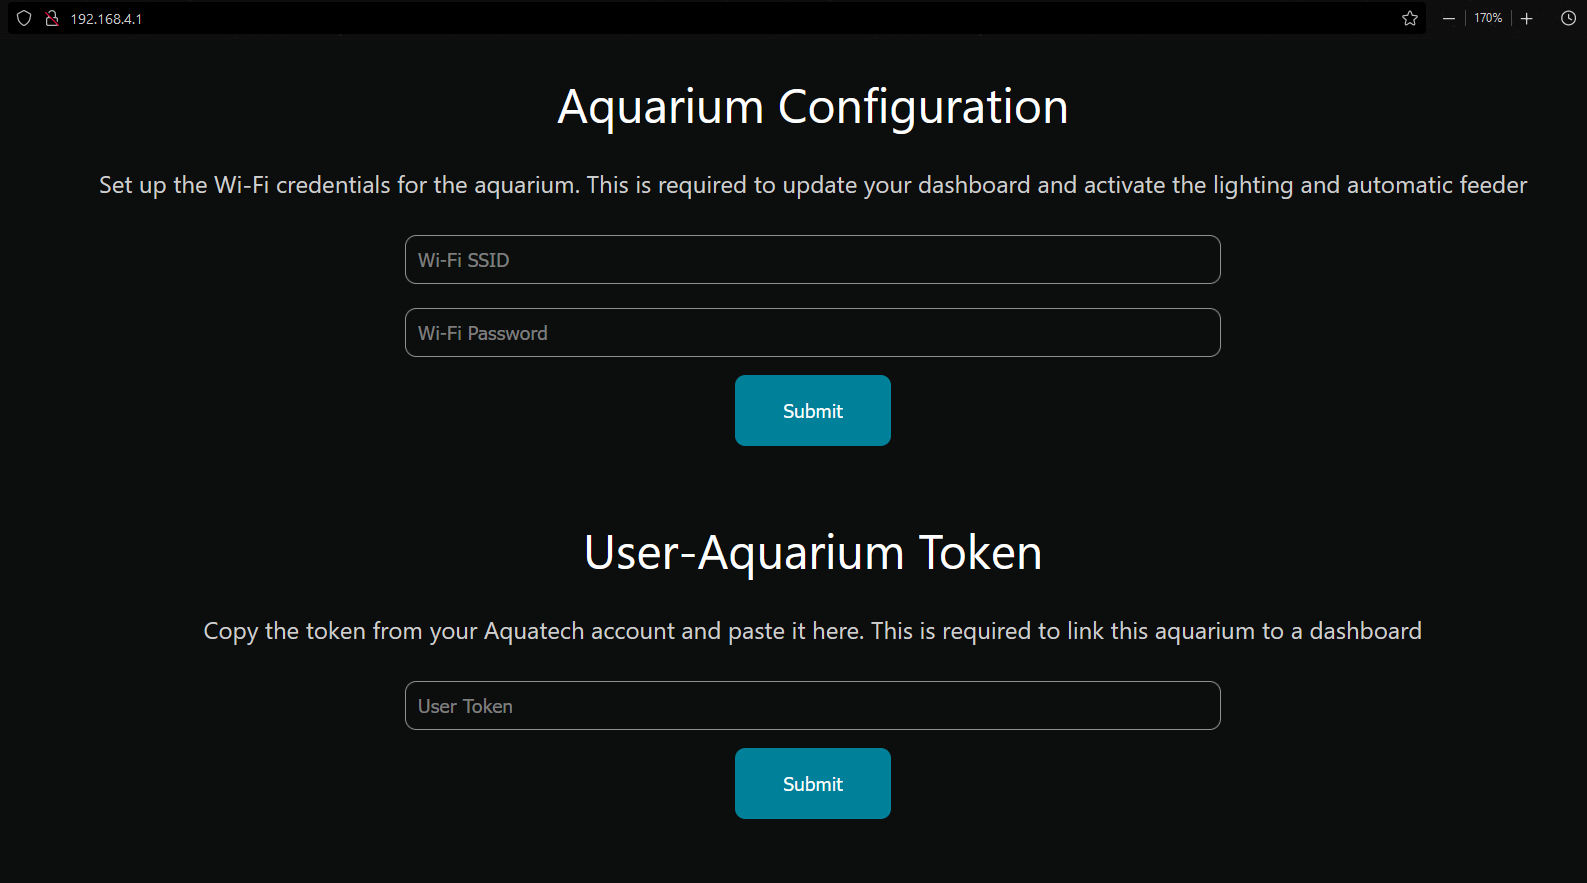 192.168.4.1
170%
Aquarium Configuration
Set up the Wi-Fi credentials for the aquarium. This is required to update your dashboard and activate the lighting and automatic feeder
Wi-Fi SSID
Wi-Fi Password
Submit
User-Aquarium Token
Copy the token from your Aquatech account and paste it here. This is required to link this aquarium to a dashboard
User Token
Submit